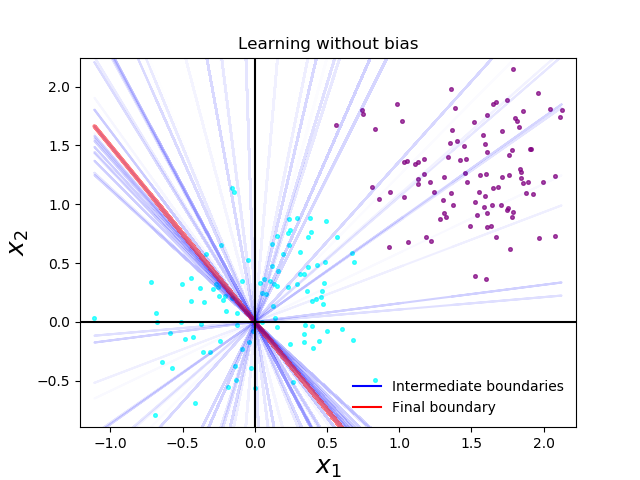 Learning without bias
2.0
1.5
1.0
0.5
0.0
−0.5
x₂
−1.0 −0.5 0.0 0.5 1.0 1.5 2.0
x₁
Intermediate boundaries
Final boundary